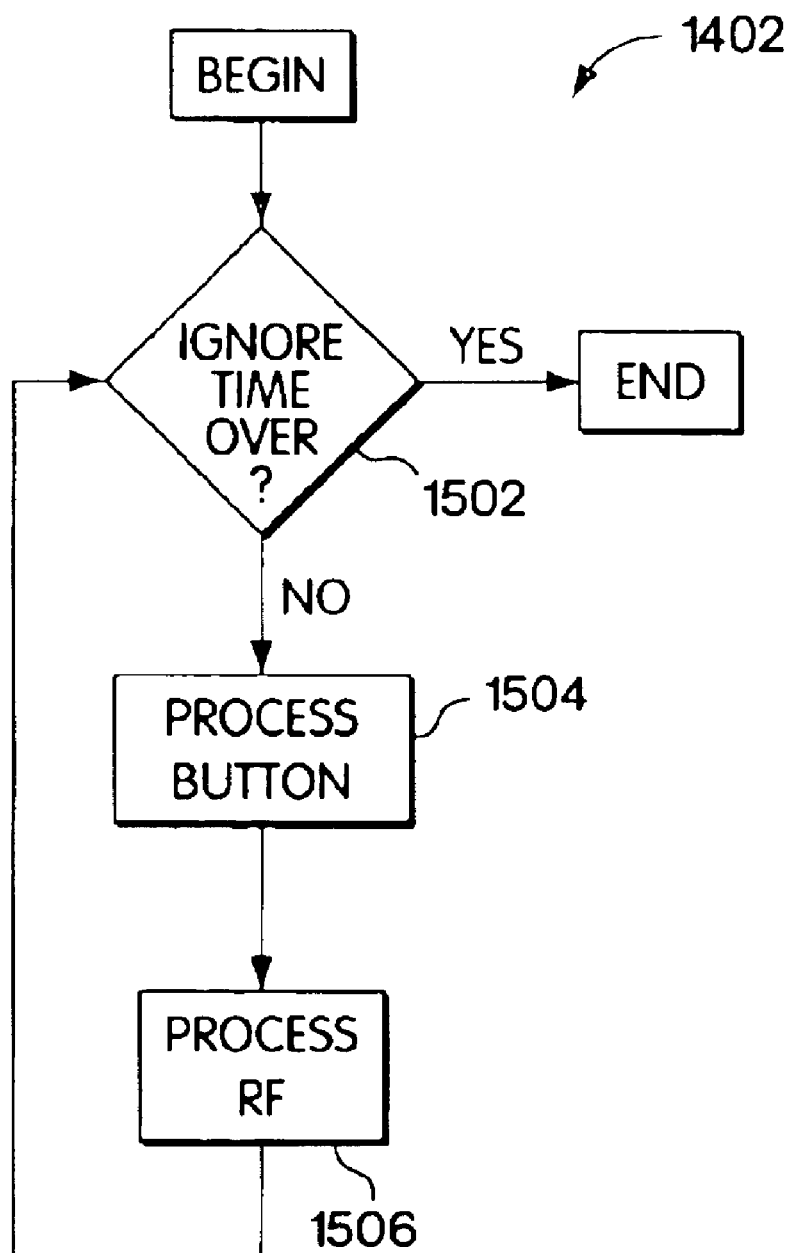 1402
BEGIN
IGNORE
TIME
OVER
?
YES
END
1502
NO
PROCESS
BUTTON
1504
PROCESS
RF
1506